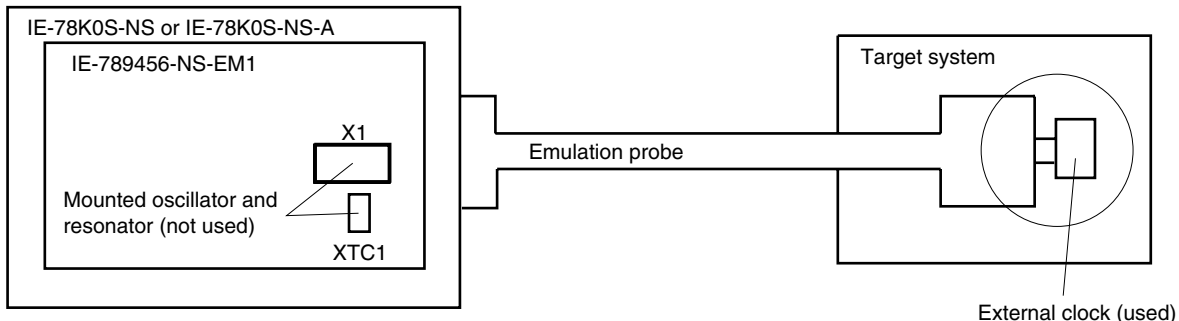 IE-78K0S-NS or IE-78K0S-NS-A
IE-789456-NS-EM1
X1
Mounted oscillator and
resonator (not used)
XTC1
Emulation probe
Target system
External clock (used)